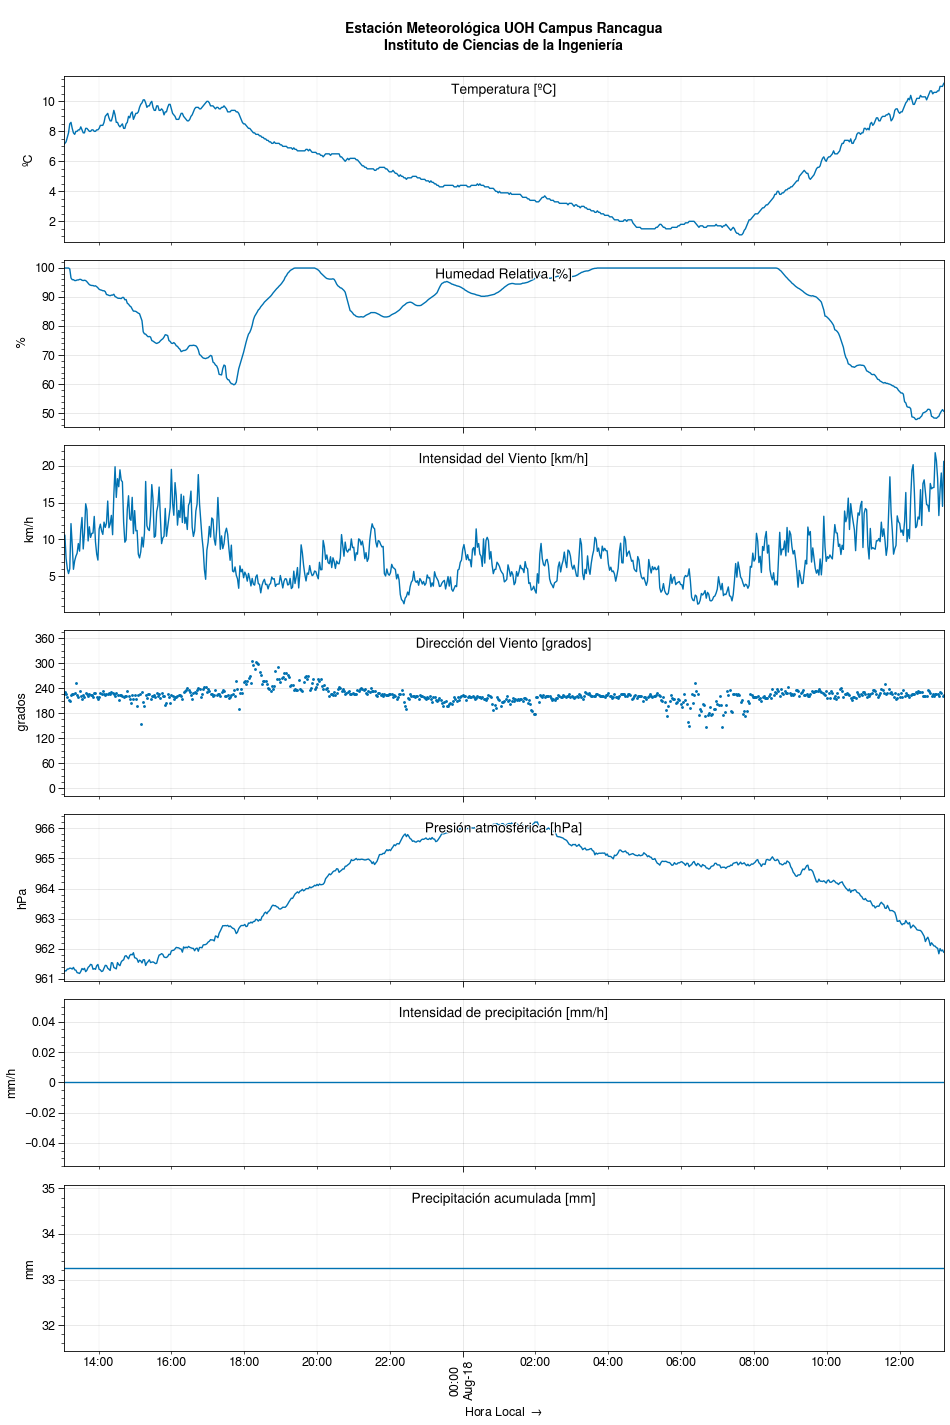 Estación Meteorológica UOH Campus Rancagua
Instituto de Ciencias de la Ingeniería
Temperatura [ºC]
ºC
10
8
6
4
2
Humedad Relativa [%]
%
100
90
80
70
60
50
Intensidad del Viento [km/h]
km/h
20
15
10
5
Dirección del Viento [grados]
grados
360
300
240
180
120
60
0
Presión atmosférica [hPa]
hPa
966
965
964
963
962
961
Intensidad de precipitación [mm/h]
mm/h
0.04
0.02
0
−0.02
−0.04
Precipitación acumulada [mm]
mm
35
34
33
32
14:00 16:00 18:00 20:00 22:00 00:00 02:00 04:00 06:00 08:00 10:00 12:00
Aug-18
Hora Local →